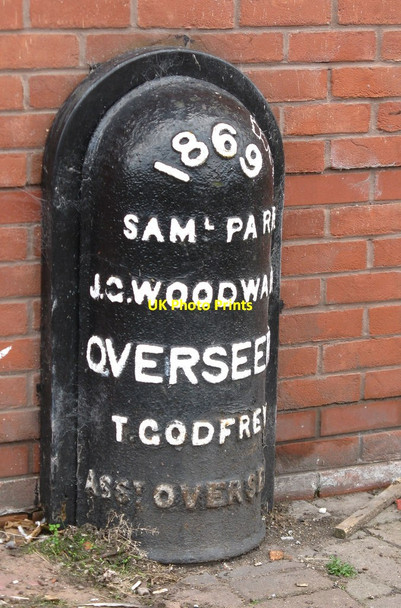 1869
SAML PAR
J.G.WOODWA
UK Photo Prints
OVERSEE
T.GODFREY
ASST OVERSE